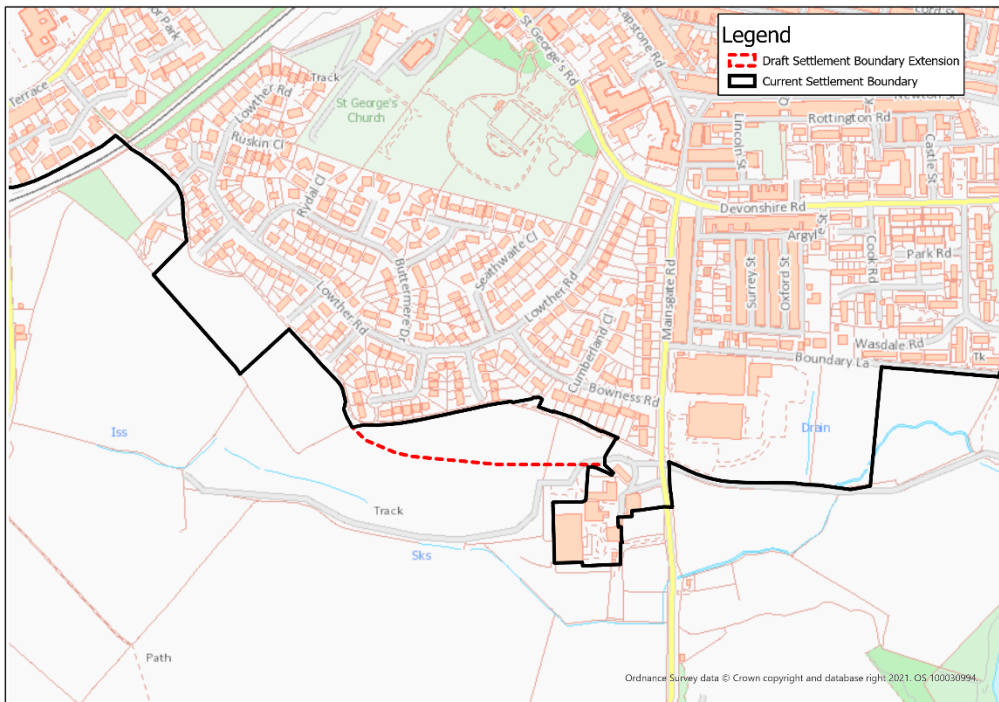 Legend
Draft Settlement Boundary Extension
Current Settlement Boundary
Park
Terrace
Track
Lowther Rd
Ruskin Cl
Rydal Cl
St George's
Church
St George's Rd
Capstone Rd
Lord St
Newton St
Rottington Rd
Lincoln St
Castle St
Devonshire Rd
Argyle St
Surrey St
Oxford St
Cook Rd
Park Rd
Wasdale Rd
Boundary La
Tk
Mainsgate Rd
Buttermere Dr
Seathwaite Cl
Lowther Rd
Lowther Rd
Cumberland Cl
Bowness Rd
Drain
Iss
Track
Sks
Path
Ordnance Survey data © Crown copyright and database right 2021. OS 100030994.